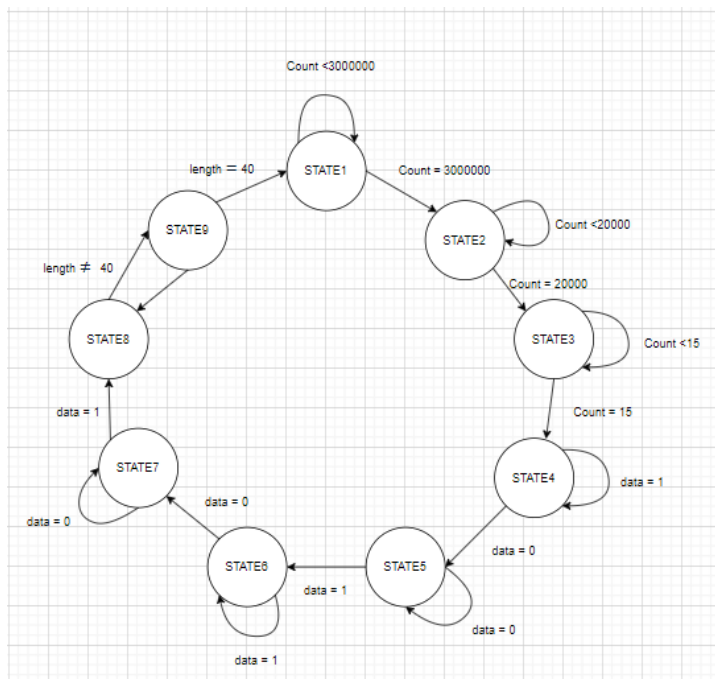 Count <3000000
STATE1
length = 40
Count = 3000000
STATE9
STATE2
Count <20000
length ≠ 40
Count = 20000
STATE8
STATE3
Count <15
data = 1
Count = 15
STATE7
STATE4
data = 1
data = 0
data = 0
data = 0
STATE6
STATE5
data = 1
data = 0
data = 1